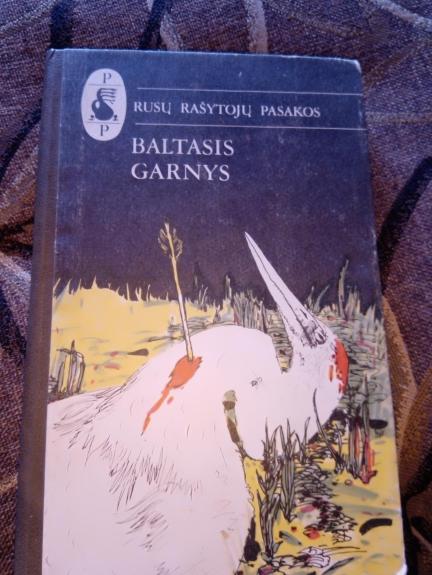 P
P
RUSŲ RAŠYTOJŲ PASAKOS
BALTASIS
GARNYS